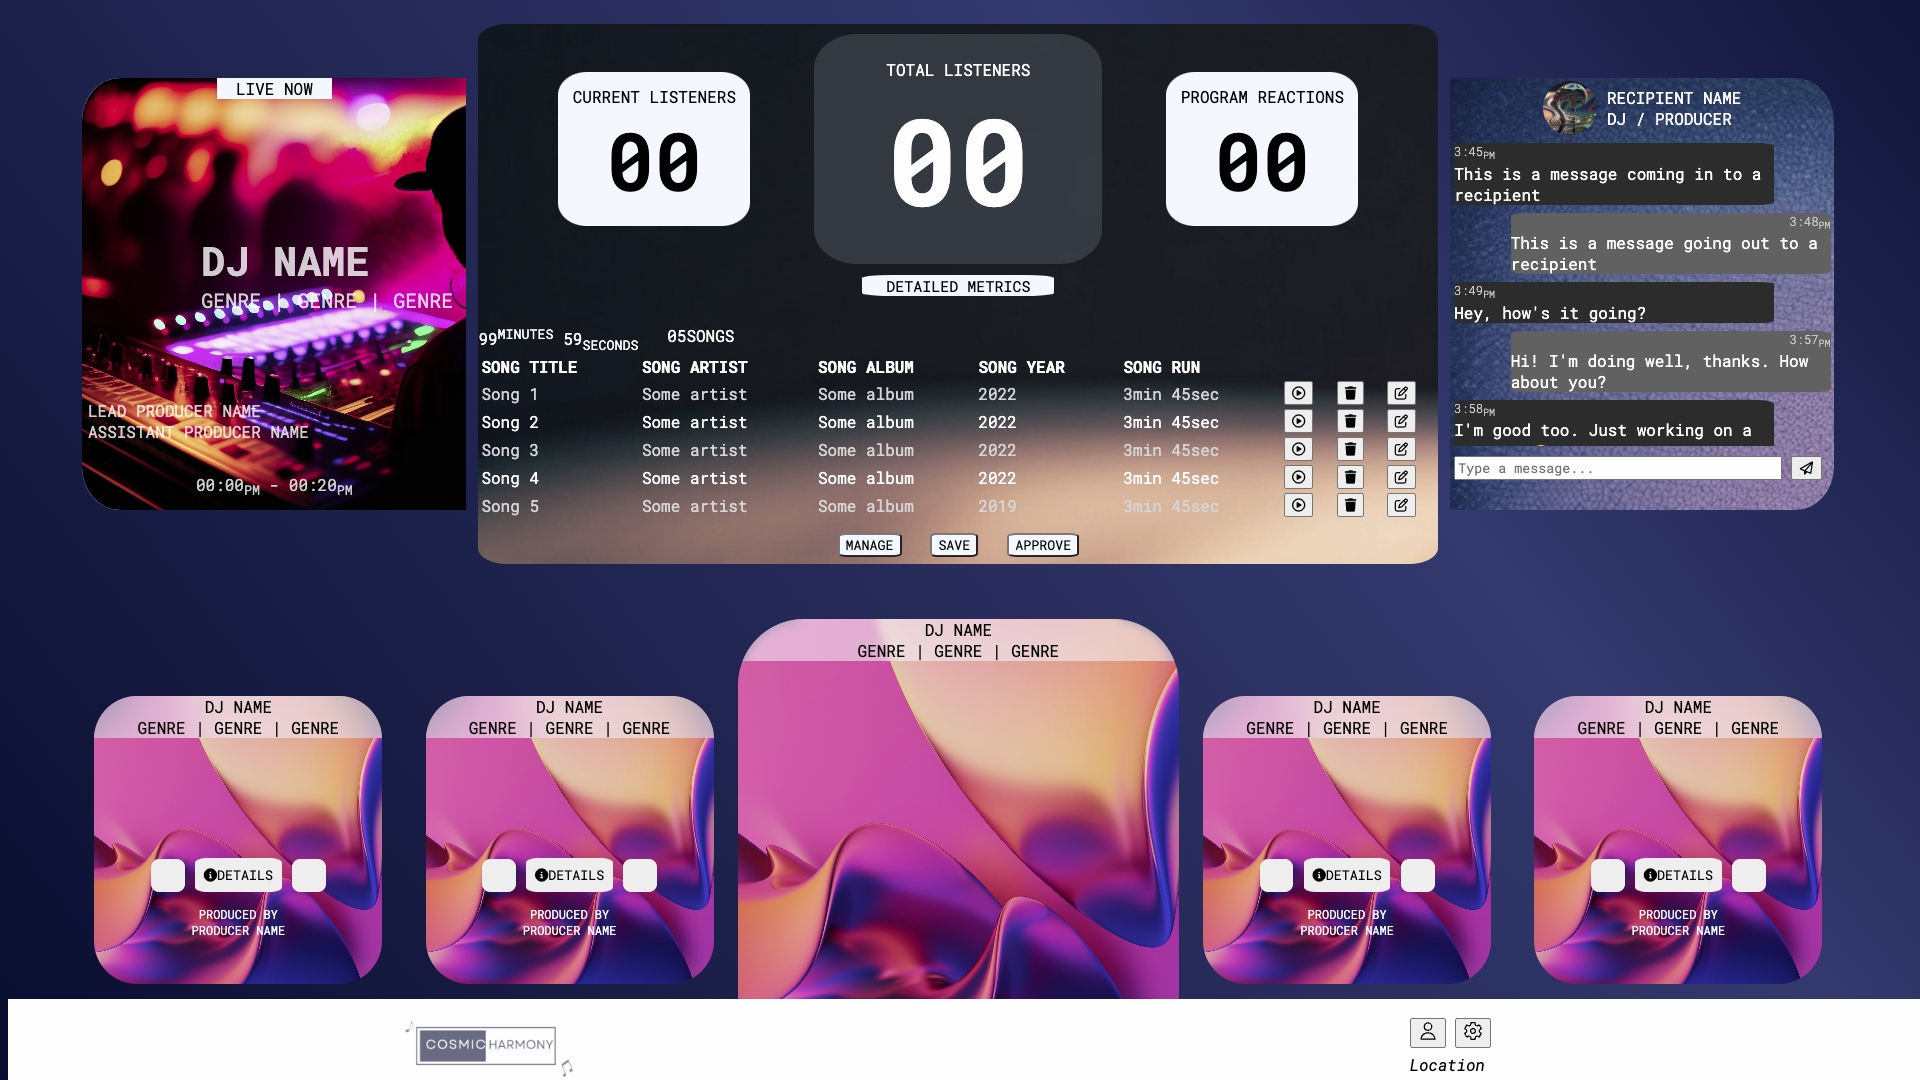 LIVE NOW
DJ NAME
GENRE | GENRE | GENRE
LEAD PRODUCER NAME
ASSISTANT PRODUCER NAME
00:00PM - 00:20PM
CURRENT LISTENERS
00
TOTAL LISTENERS
00
PROGRAM REACTIONS
00
DETAILED METRICS
99MINUTES 59SECONDS 05SONGS
SONG TITLE SONG ARTIST SONG ALBUM SONG YEAR SONG RUN
Song 1 Some artist Some album 2022 3min 45sec
Song 2 Some artist Some album 2022 3min 45sec
Song 3 Some artist Some album 2022 3min 45sec
Song 4 Some artist Some album 2022 3min 45sec
Song 5 Some artist Some album 2019 3min 45sec
MANAGE SAVE APPROVE
RECIPIENT NAME
DJ / PRODUCER
3:45PM
This is a message coming in to a
recipient
3:48PM
This is a message going out to a
recipient
3:49PM
Hey, how's it going?
3:57PM
Hi! I'm doing well, thanks. How
about you?
3:58PM
I'm good too. Just working on a
Type a message...
DJ NAME
GENRE | GENRE | GENRE
DETAILS
PRODUCED BY
PRODUCER NAME
DJ NAME
GENRE | GENRE | GENRE
DETAILS
PRODUCED BY
PRODUCER NAME
DJ NAME
GENRE | GENRE | GENRE
DJ NAME
GENRE | GENRE | GENRE
DETAILS
PRODUCED BY
PRODUCER NAME
DJ NAME
GENRE | GENRE | GENRE
DETAILS
PRODUCED BY
PRODUCER NAME
COSMIC HARMONY
Location